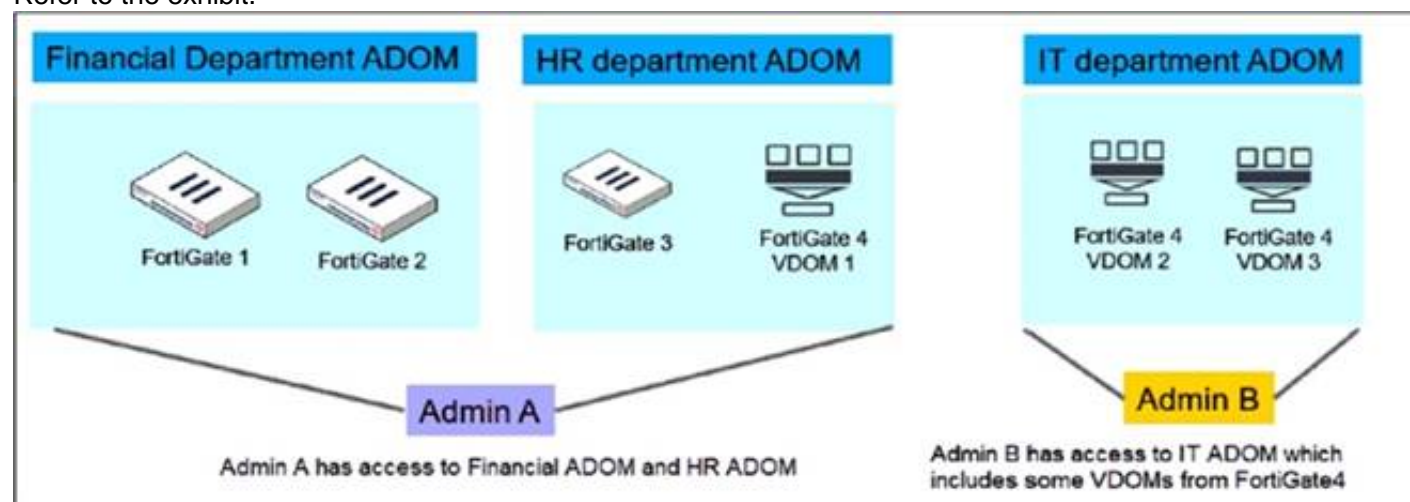 Refer to the exhibit.
Financial Department ADOM
HR department ADOM
IT department ADOM
FortiGate 1
FortiGate 2
FortiGate 3
FortiGate 4
VDOM 1
FortiGate 4
VDOM 2
FortiGate 4
VDOM 3
Admin A
Admin B
Admin A has access to Financial ADOM and HR ADOM
Admin B has access to IT ADOM which
includes some VDOMs from FortiGate4